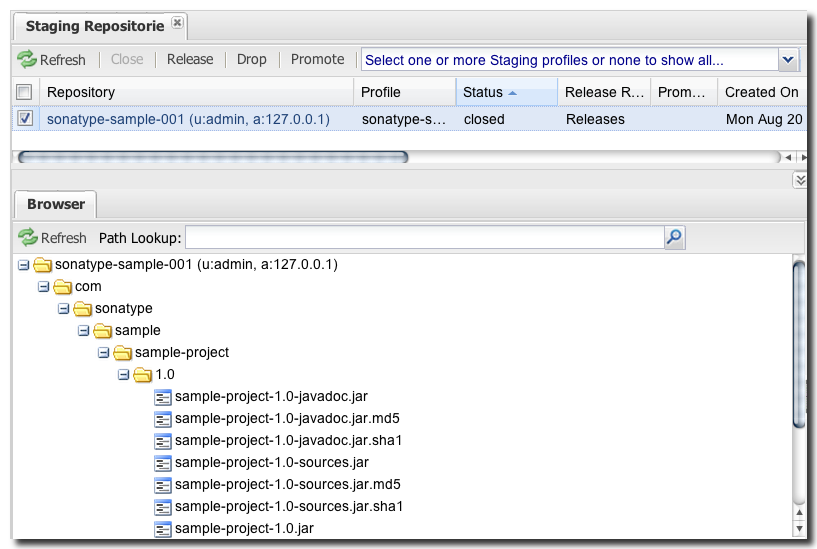 Staging Repositorie
Refresh Close Release Drop Promote Select one or more Staging profiles or none to show all...
Repository Profile Status Release R... Prom... Created On
sonatype-sample-001 (u:admin, a:127.0.0.1) sonatype-s... closed Releases Mon Aug 20
Browser
Refresh Path Lookup:
sonatype-sample-001 (u:admin, a:127.0.0.1)
com
sonatype
sample
sample-project
1.0
sample-project-1.0-javadoc.jar
sample-project-1.0-javadoc.jar.md5
sample-project-1.0-javadoc.jar.sha1
sample-project-1.0-sources.jar
sample-project-1.0-sources.jar.md5
sample-project-1.0-sources.jar.sha1
sample-project-1.0.jar